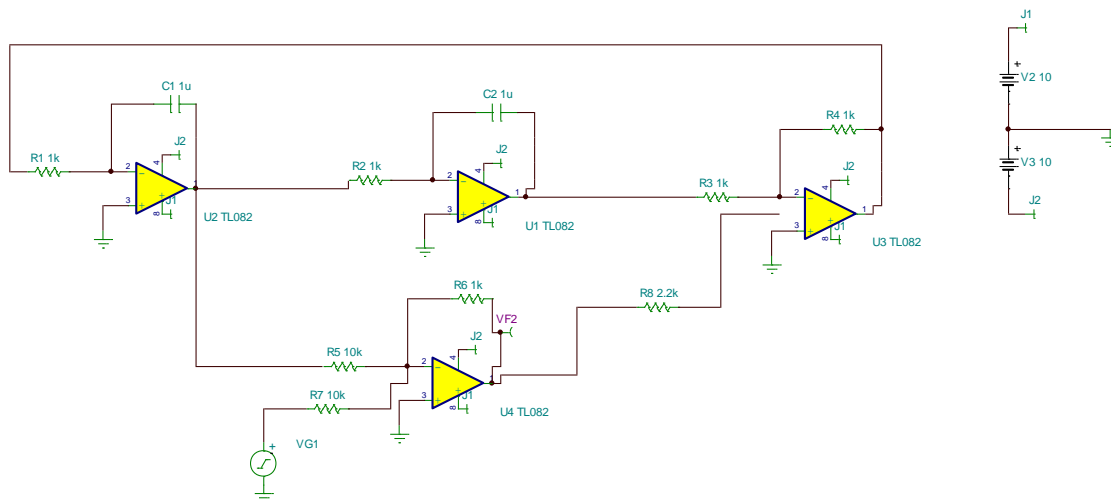 J1
+
V2 10
+
V3 10
J2
C1 1u
C2 1u
R4 1k
J2
J2
J2
R1 1k
R2 1k
R3 1k
2
4
1
3
8
+
J1
U2 TL082
2
4
1
3
8
+
J1
U1 TL082
2
4
1
3
8
+
J1
U3 TL082
R6 1k
VF2
R8 2.2k
J2
R5 10k
2
4
1
3
8
+
J1
U4 TL082
R7 10k
VG1
+